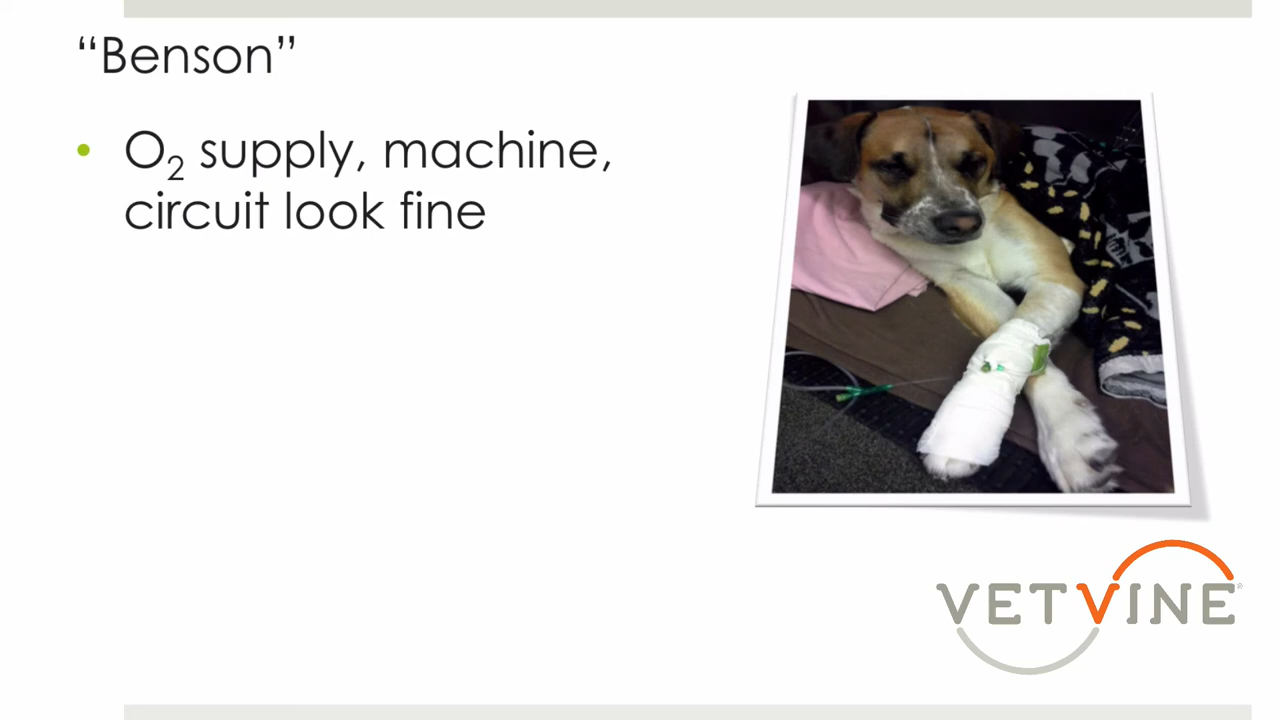 “Benson”
• O₂ supply, machine,
circuit look fine
VETVINE®